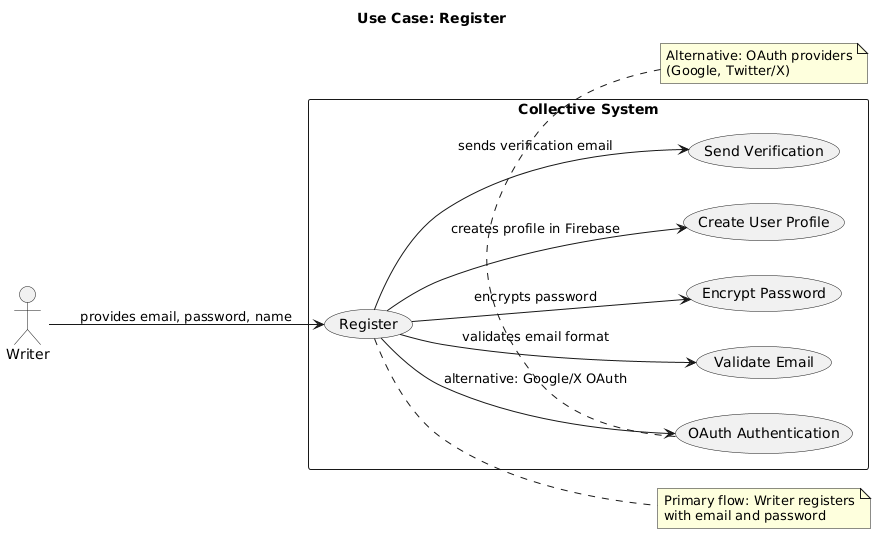 Use Case: Register
Alternative: OAuth providers
(Google, Twitter/X)
Collective System
sends verification email
Send Verification
creates profile in Firebase
Create User Profile
encrypts password
Encrypt Password
provides email, password, name
Register
Writer
validates email format
Validate Email
alternative: Google/X OAuth
OAuth Authentication
Primary flow: Writer registers
with email and password